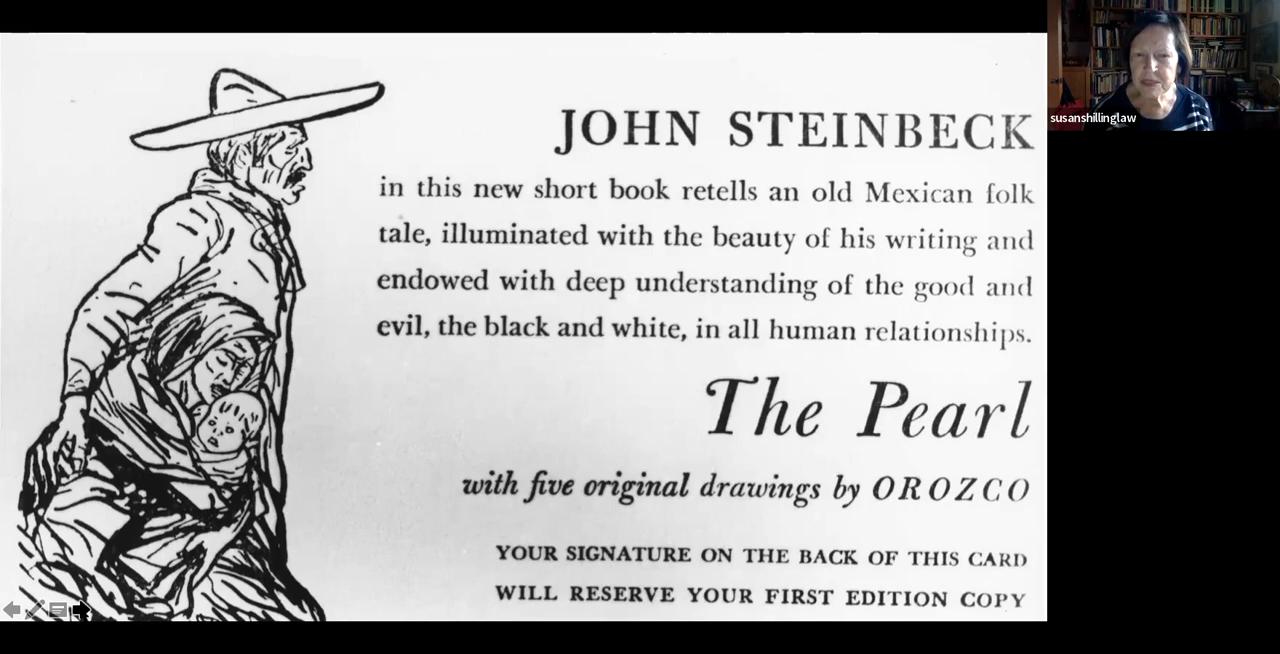 JOHN STEINBECK
in this new short book retells an old Mexican folk
tale, illuminated with the beauty of his writing and
endowed with deep understanding of the good and
evil, the black and white, in all human relationships.
The Pearl
with five original drawings by OROZCO
YOUR SIGNATURE ON THE BACK OF THIS CARD
WILL RESERVE YOUR FIRST EDITION COPY
susanshillinglaw